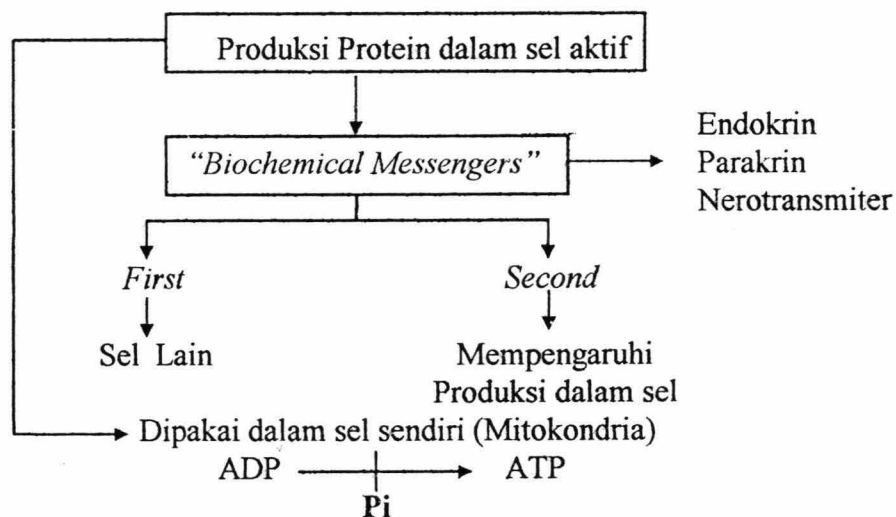 Produksi Protein dalam sel aktif
"Biochemical Messengers"
Endokrin
Parakrin
Nerotransmiter
First
Second
Sel Lain
Mempengaruhi
Produksi dalam sel
Dipakai dalam sel sendiri (Mitokondria)
ADP
ATP
Pi